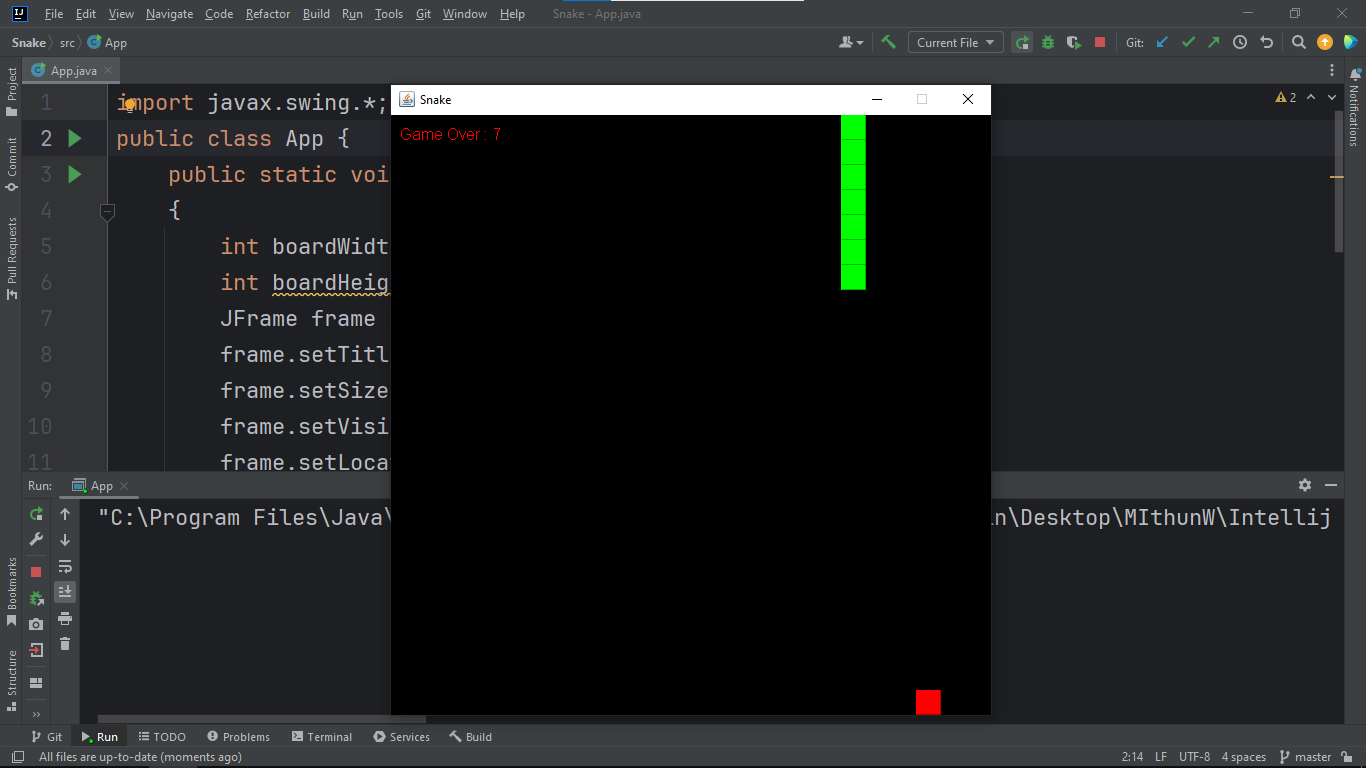 File Edit View Navigate Code Refactor Build Run Tools Git Window Help Snake - App.java
Snake src App Current File Git:
App.java
Project
Commit
Pull Requests
Bookmarks
Structure
Notifications
2
1 import javax.swing.*;
2 public class App {
3 public static voi
4 {
5 int boardWidt
6 int boardHeig
7 JFrame frame
8 frame.setTitl
9 frame.setSize
10 frame.setVisi
11 frame.setLoca
Snake
Game Over : 7
Run: App
"C:\Program Files\Java\ n\Desktop\MIthunW\Intellij
Git Run TODO Problems Terminal Services Build
All files are up-to-date (moments ago) 2:14 LF UTF-8 4 spaces master